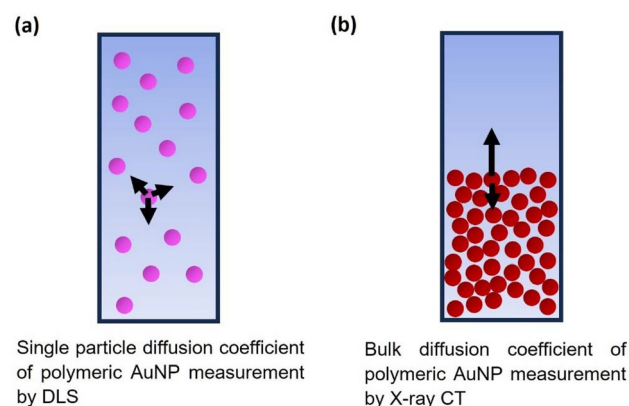 (a)
Single particle diffusion coefficient
of polymeric AuNP measurement
by DLS
(b)
Bulk diffusion coefficient of
polymeric AuNP measurement
by X-ray CT